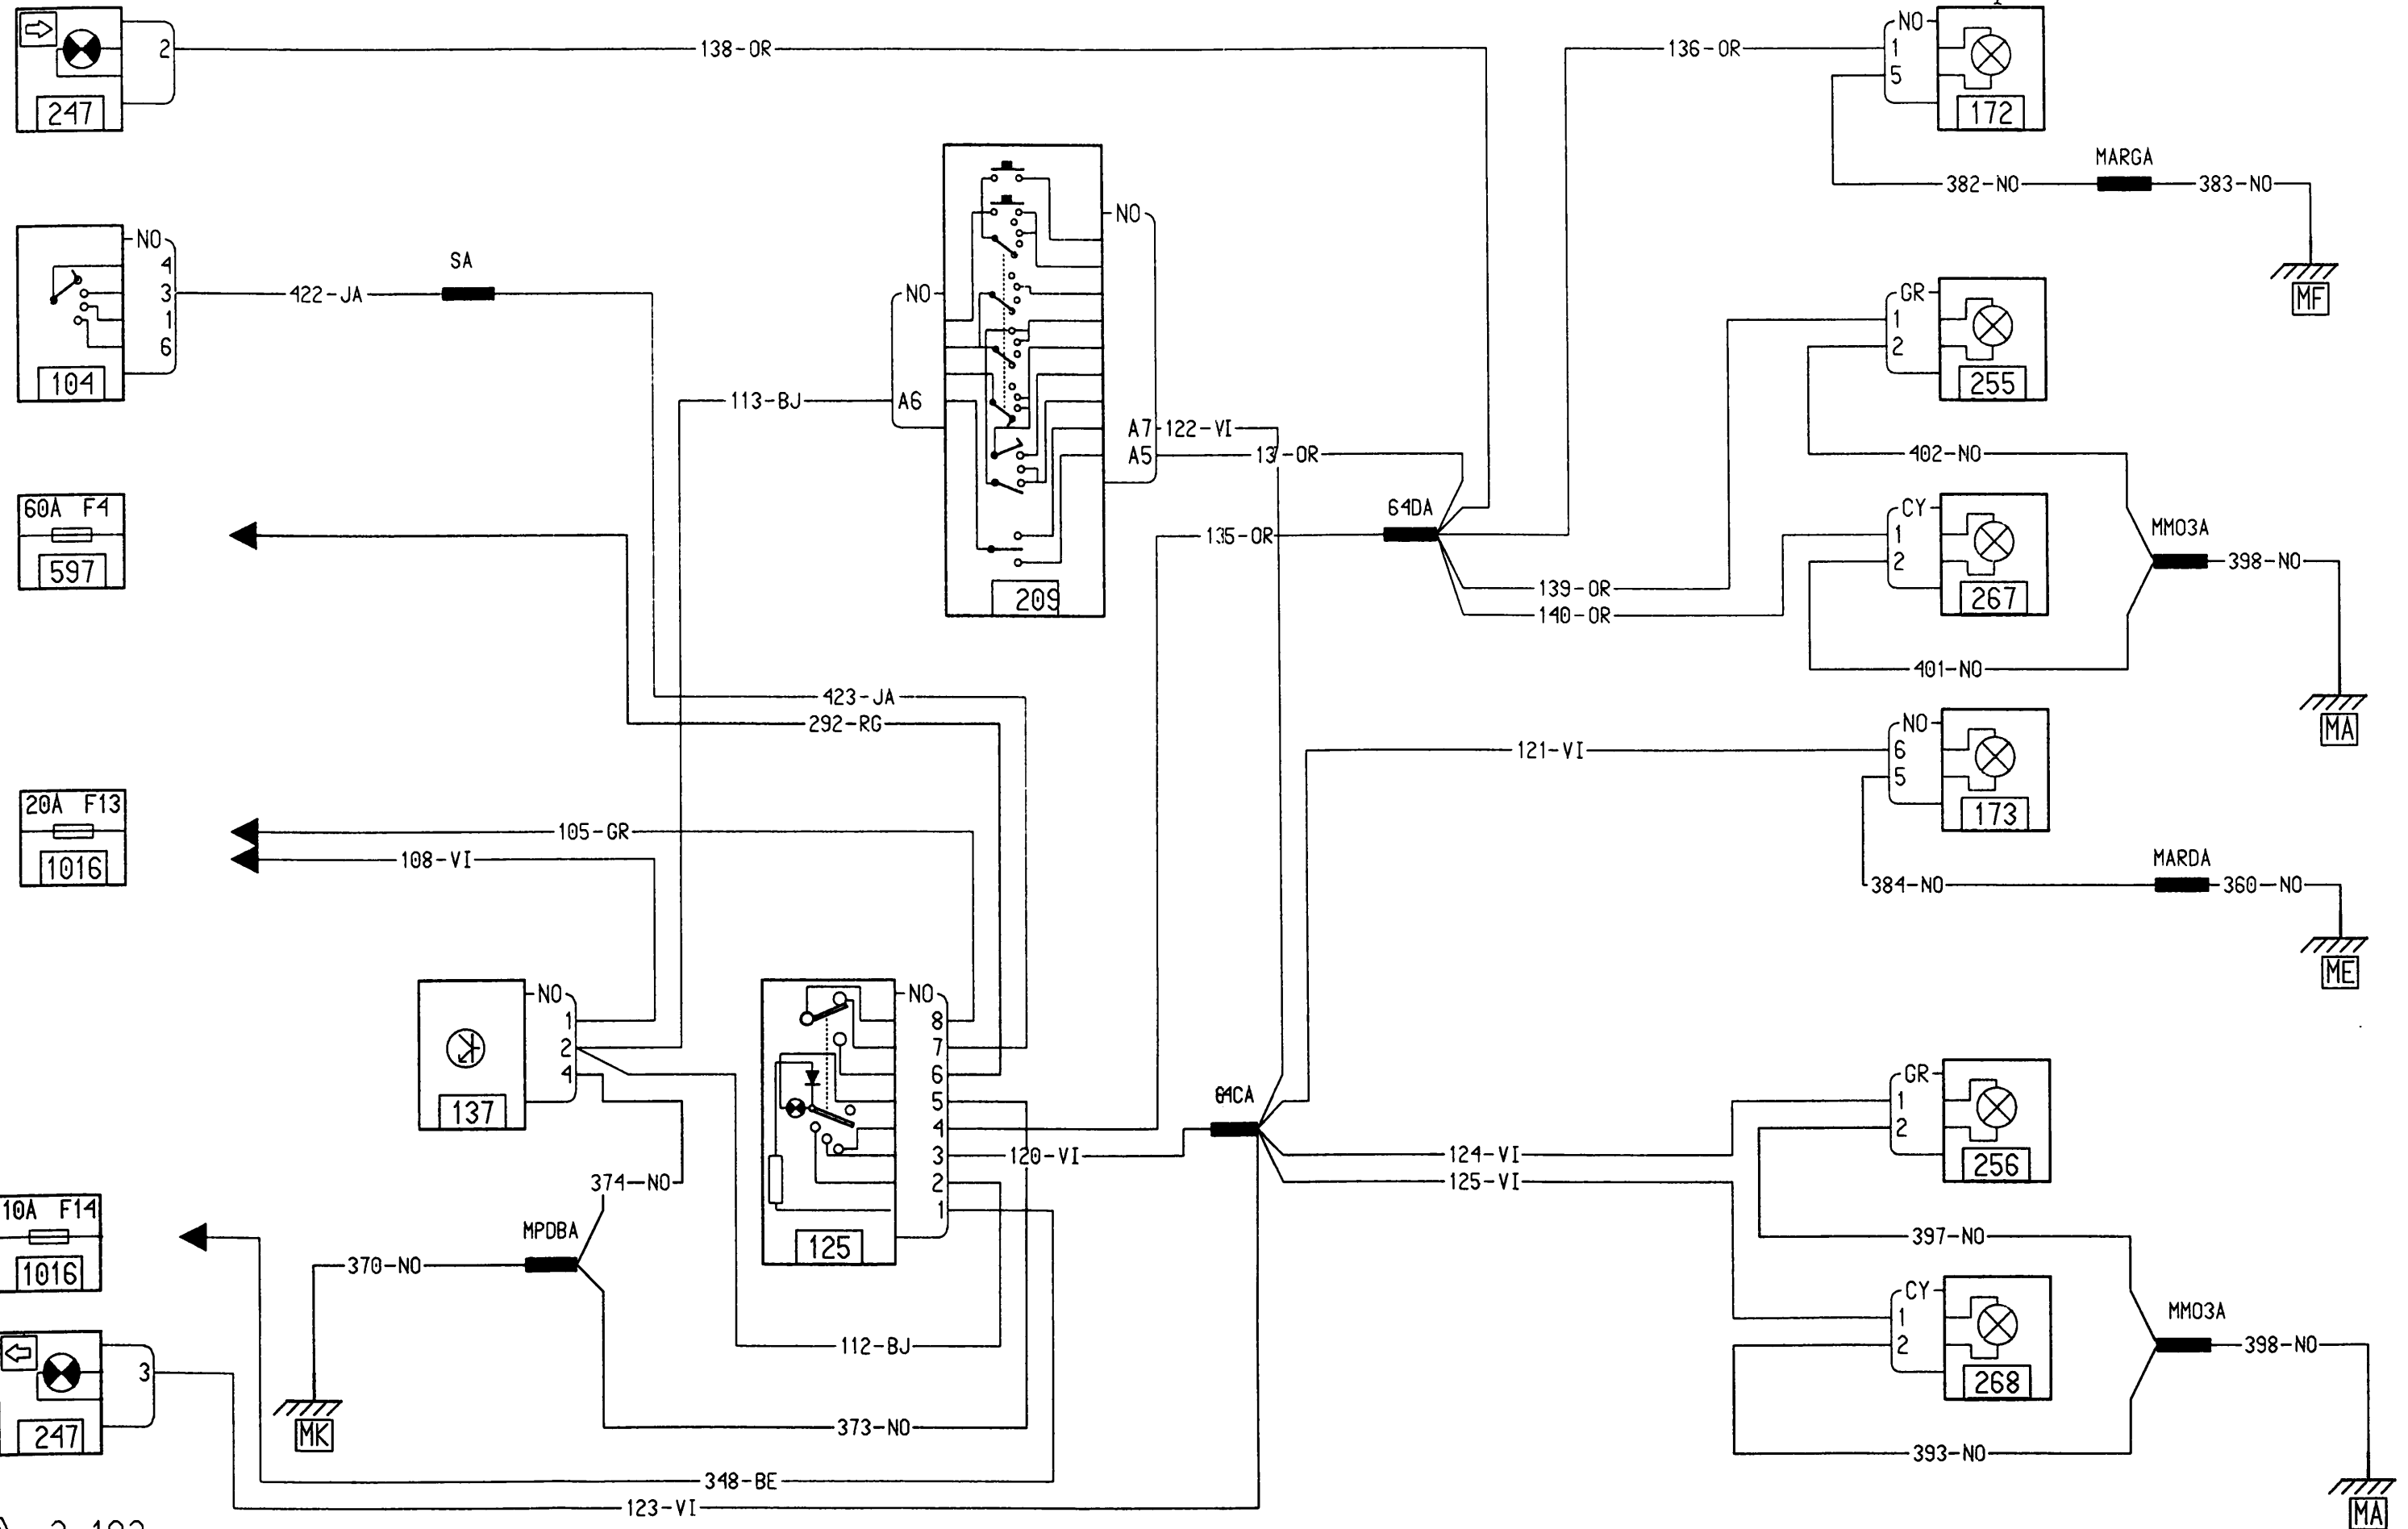 2
247
138-OR
136-OR
NO
1
5
172
MARGA
382-NO
383-NO
MF
NO
4
3
1
6
104
422-JA
SA
NO
A6
113-BJ
NO
A7
A5
209
122-VI
64DA
135-OR
139-OR
140-OR
GR
1
2
255
402-NO
CY
1
2
267
401-NO
MM03A
398-NO
MA
60A F4
597
423-JA
292-RG
121-VI
NO
6
5
173
MARDA
384-NO
360-NO
ME
20A F13
1016
105-GR
108-VI
NO
1
2
4
137
NO
8
7
6
5
4
3
2
1
125
64CA
120-VI
124-VI
125-VI
GR
1
2
256
397-NO
CY
1
2
268
393-NO
MM03A
398-NO
MA
374-NO
MPDBA
370-NO
MK
10A F14
1016
112-BJ
3
247
373-NO
348-BE
123-VI